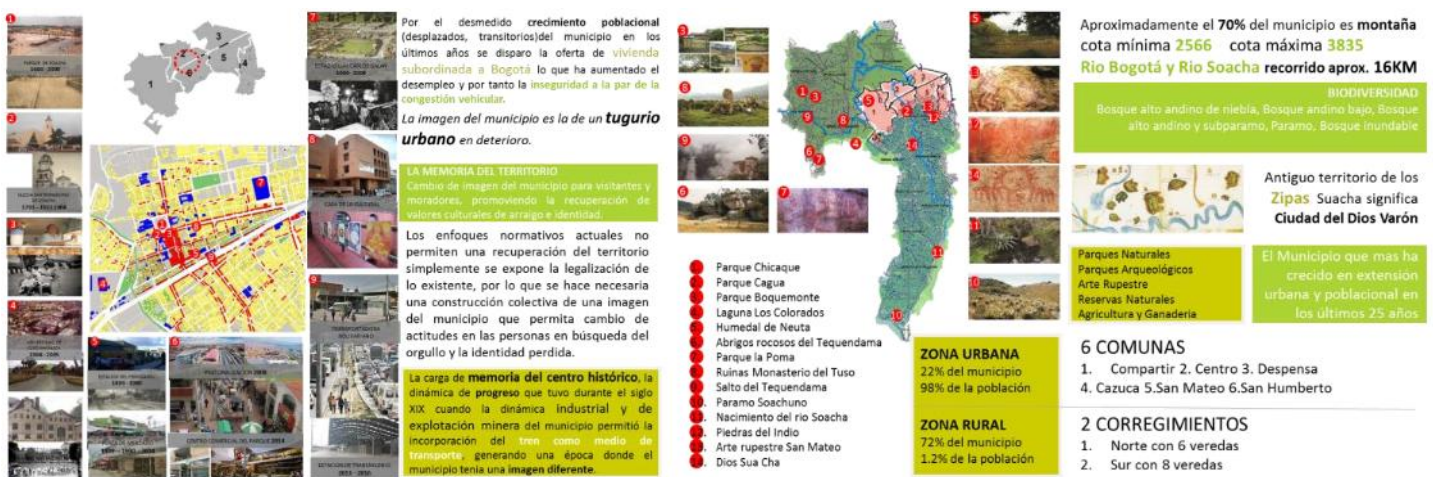 Por el desmedido crecimiento poblacional
(desplazados, transitorios)del municipio en los
últimos años se disparo la oferta de vivienda
subordinada a Bogotá lo que ha aumentado el
desempleo y por tanto la inseguridad a la par de la
congestión vehicular.
La imagen del municipio es la de un tugurio
urbano en deterioro.
LA MEMORIA DEL TERRITORIO
Cambio de imagen del municipio para visitantes y
moradores, promoviendo la recuperación de
valores culturales de arraigo e identidad.
Los enfoques normativos actuales no
permiten una recuperación del territorio
simplemente se expone la legalización de
lo existente, por lo que se hace necesaria
una construcción colectiva de una imagen
del municipio que permita cambio de
actitudes en las personas en búsqueda del
orgullo y la identidad perdida.
La carga de memoria del centro histórico, la
dinámica de progreso que tuvo durante el siglo
XIX cuando la dinámica industrial y de
explotación minera del municipio permitió la
incorporación del tren como medio de
transporte, generando una época donde el
municipio tenia una imagen diferente.
Parque Chicaque
Parque Cagua
Parque Boquemonte
Laguna Los Colorados
Humedal de Neuta
Abrigos rocosos del Tequendama
Parque la Poma
Ruinas Monasterio del Tuso
Salto del Tequendama
Paramo Soachuno
Nacimiento del rio Soacha
Piedras del Indio
Arte rupestre San Mateo
Dios Sua Cha
Aproximadamente el 70% del municipio es montaña
cota mínima 2566 cota máxima 3835
Rio Bogotá y Rio Soacha recorrido aprox. 16KM
BIODIVERSIDAD
Bosque alto andino de niebla, Bosque andino bajo, Bosque
alto andino y subparamo, Paramo, Bosque inundable
Antiguo territorio de los
Zipas Suacha significa
Ciudad del Dios Varón
Parques Naturales
Parques Arqueológicos
Arte Rupestre
Reservas Naturales
Agricultura y Ganadería
El Municipio que mas ha
crecido en extensión
urbana y poblacional en
los últimos 25 años
ZONA URBANA
22% del municipio
98% de la población
ZONA RURAL
72% del municipio
1.2% de la población
6 COMUNAS
1. Compartir 2. Centro 3. Despensa
4. Cazuca 5.San Mateo 6.San Humberto
2 CORREGIMIENTOS
1. Norte con 6 veredas
2. Sur con 8 veredas